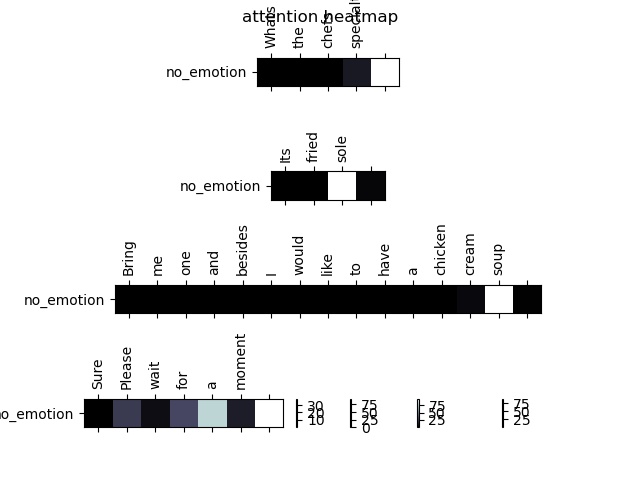 attention heatmap
Whats the chefs
no_emotion
Its fried sole
no_emotion
Bring me one and besides I would like to have a chicken cream soup
no_emotion
Sure Please wait for a moment
no_emotion
30 20 10
75 50 25 0
75 50 25
75 50 25